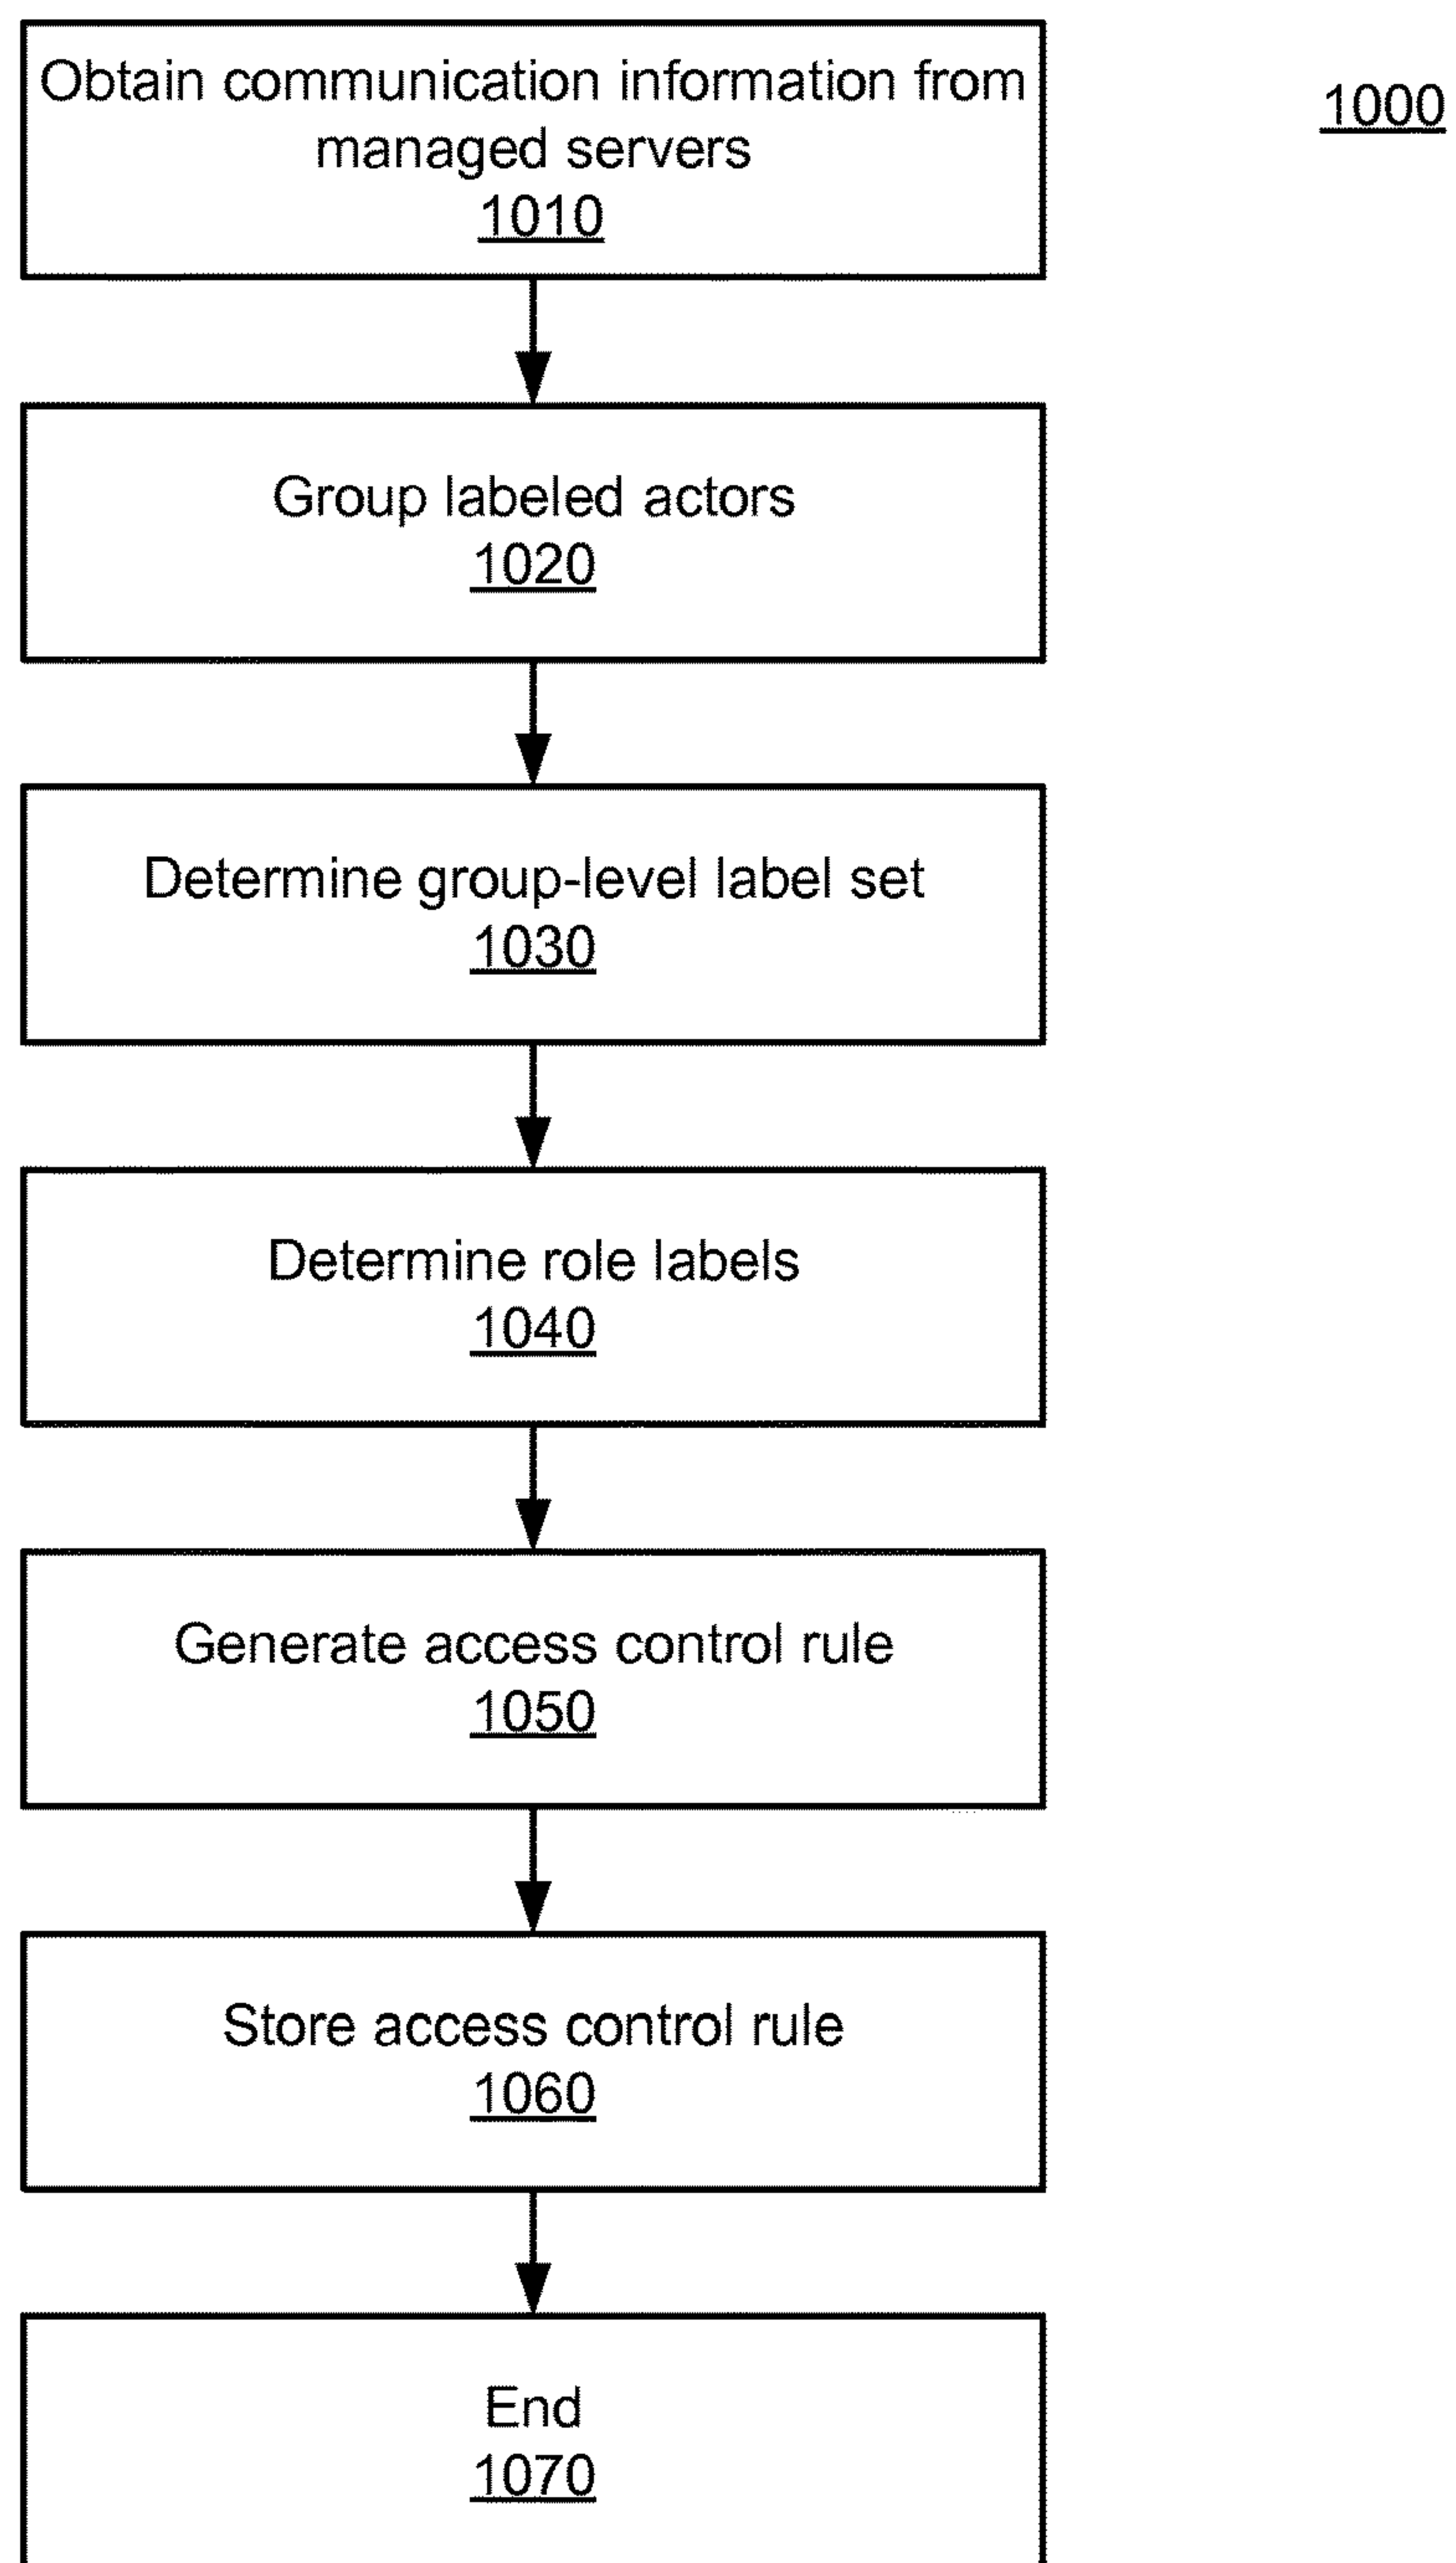 Obtain communication information from
managed servers
1010
1000
Group labeled actors
1020
Determine group-level label set
1030
Determine role labels
1040
Generate access control rule
1050
Store access control rule
1060
End
1070